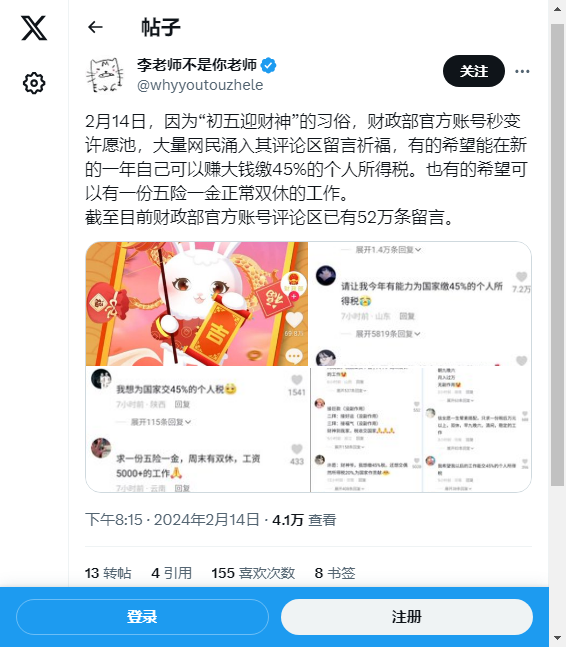 帖子
李老师不是你老师
@whyyoutouzhele
关注
2月14日，因为“初五迎财神”的习俗，财政部官方账号秒变
许愿池，大量网民涌入其评论区留言祈福，有的希望能在新
的一年自己可以赚大钱缴45%的个人所得税。也有的希望可
以有一份五险一金正常双休的工作。
截至目前财政部官方账号评论区已有52万条留言。
吉
展开1.4万条回复
请让我今年有能力为国家缴45%的个人所
得税😭
7.2万
7小时前 · 山东 回复
展开5819条回复
我想为国家交45%的个人税🥺
1541
7小时前 · 陕西 回复
展开115条回复
求一份五险一金，周末有双休，工资
5000+的工作🙏
433
7小时前 · 云南 回复
下午8:15 · 2024年2月14日 · 4.1万 查看
13 转帖 4 引用 155 喜欢次数 8 书签
登录
注册